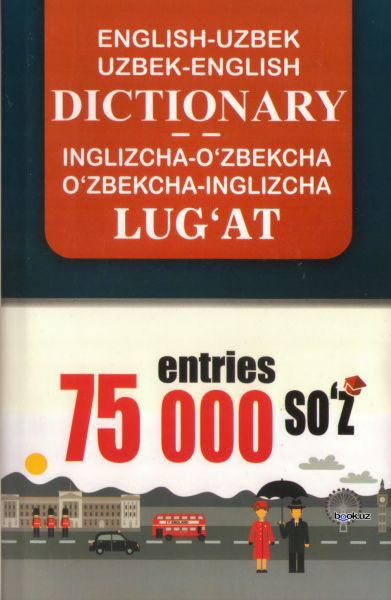 ENGLISH-UZBEK
UZBEK-ENGLISH
DICTIONARY
INGLIZCHA-O‘ZBEKCHA
O‘ZBEKCHA-INGLIZCHA
LUG‘AT
entries
75 000 so‘z
book.uz